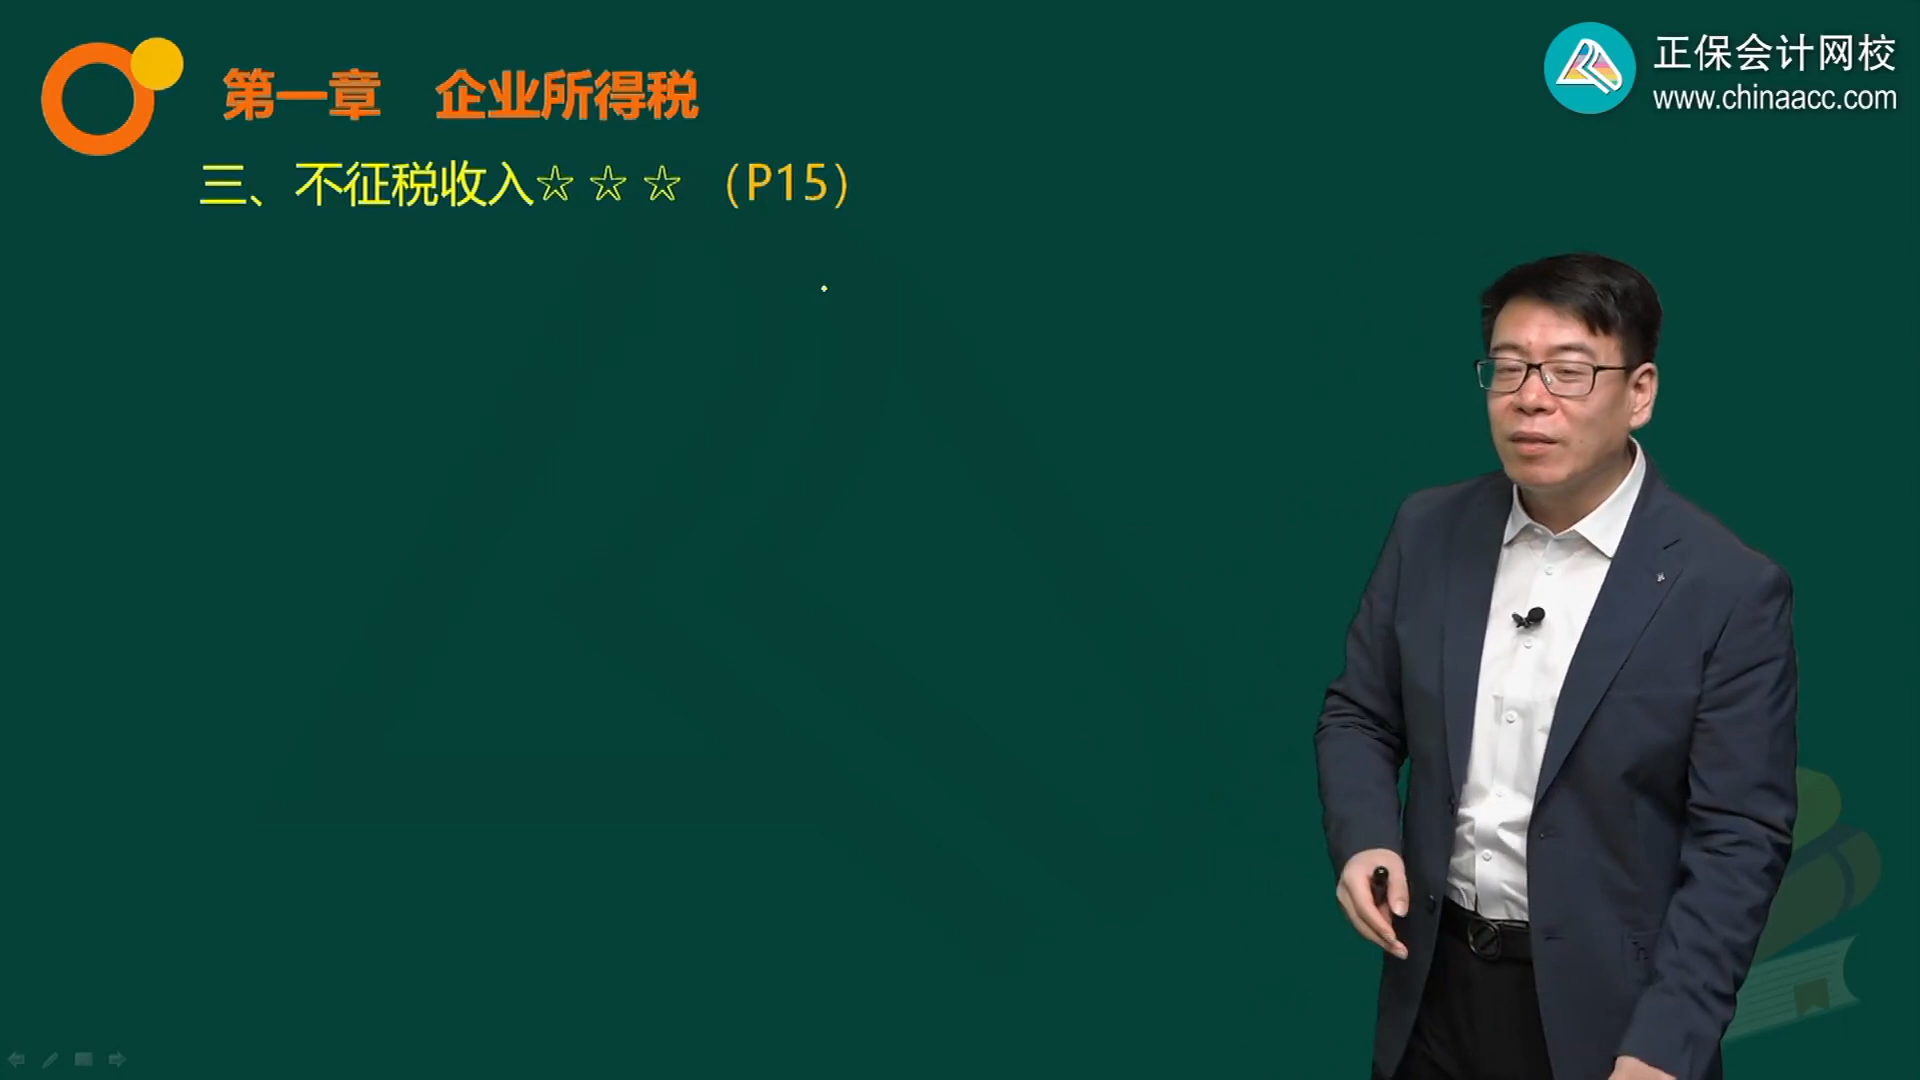 正保会计网校
www.chinaacc.com
第一章 企业所得税
三、不征税收入☆☆☆（P15）